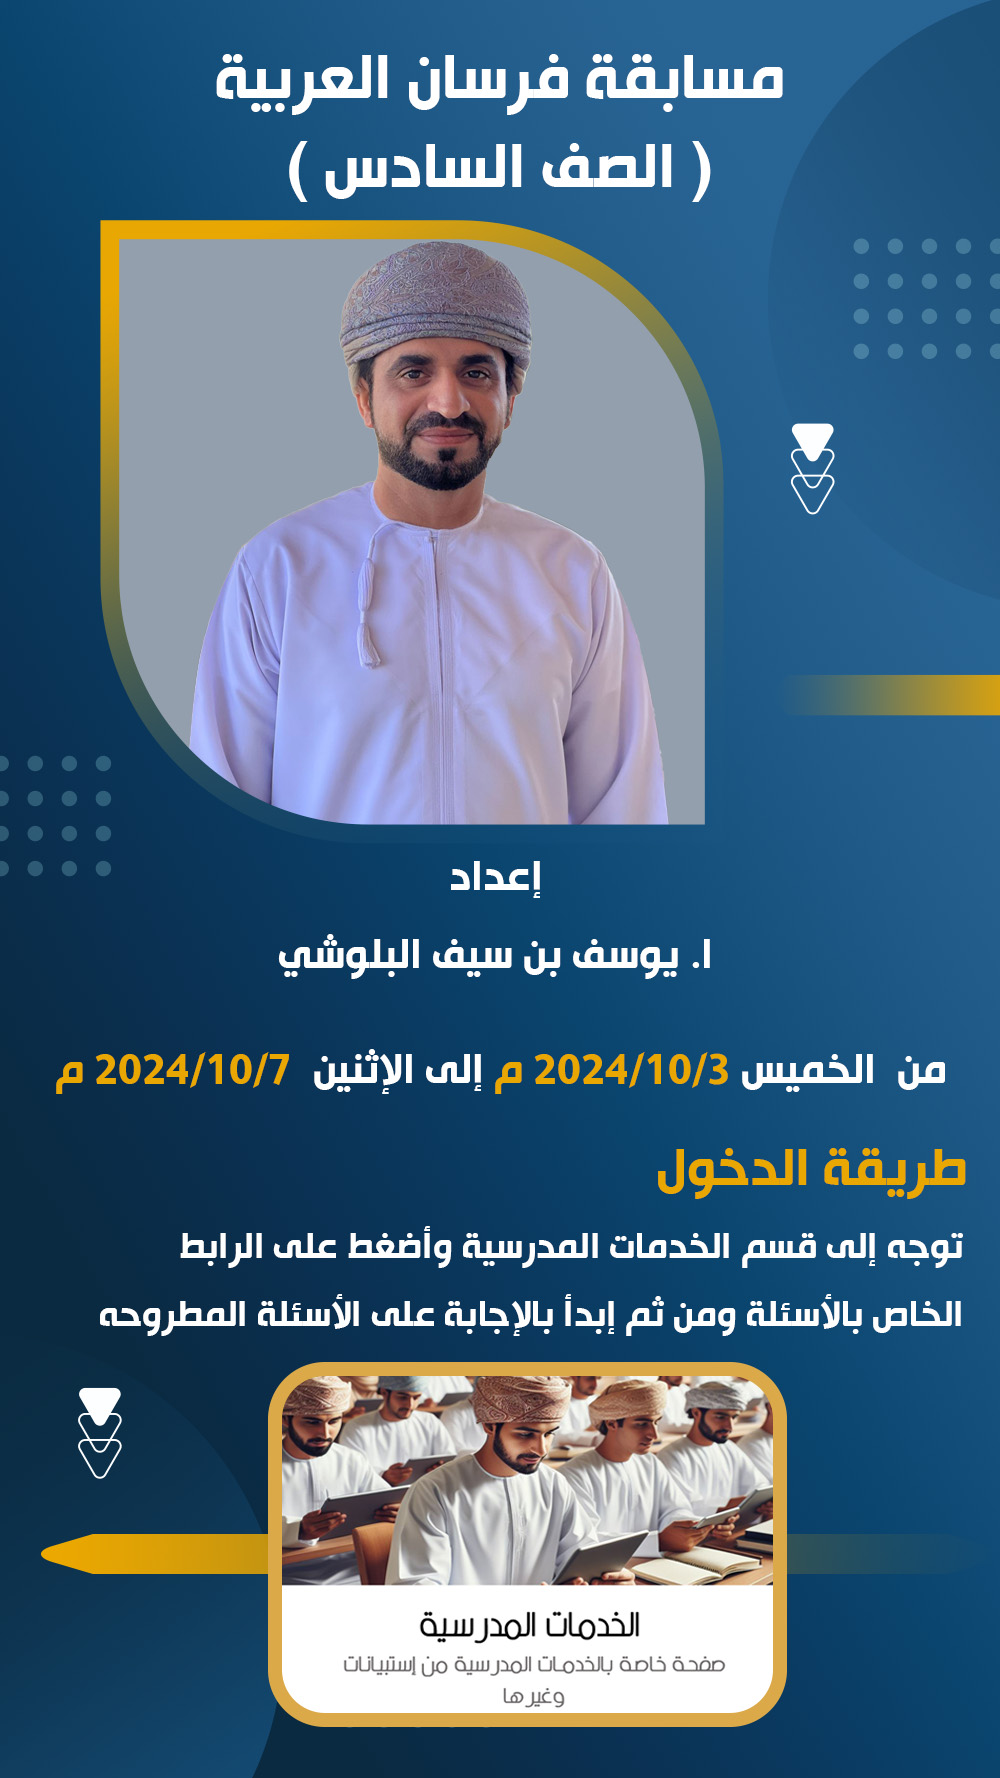 مسابقة فرسان العربية
( الصف السادس )
إعداد
ا. يوسف بن سيف البلوشي
من الخميس 2024/10/3 م إلى الإثنين 2024/10/7 م
طريقة الدخول
توجه إلى قسم الخدمات المدرسية وأضغط على الرابط
الخاص بالأسئلة ومن ثم إبدأ بالإجابة على الأسئلة المطروحه
الخدمات المدرسية
صفحة خاصة بالخدمات المدرسية من إستبيانات
وغيرها